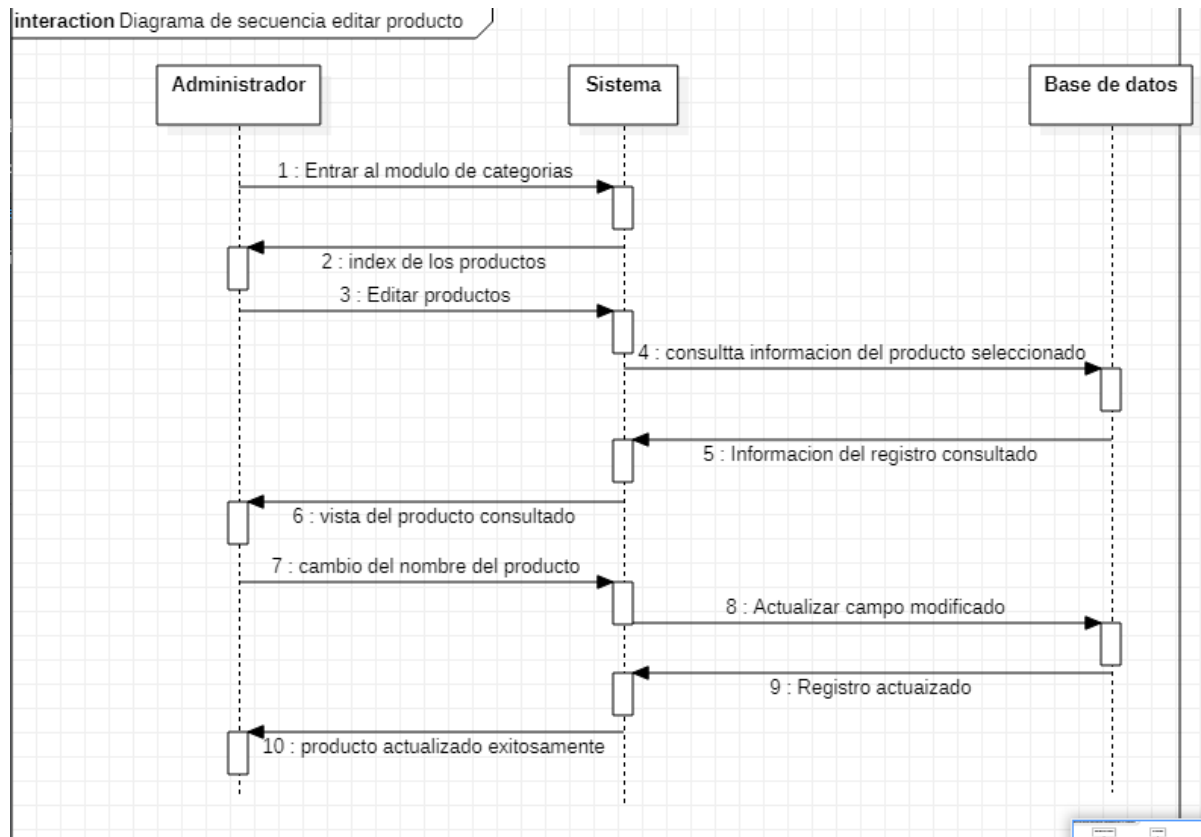 interaction Diagrama de secuencia editar producto
Administrador
Sistema
Base de datos
1 : Entrar al modulo de categorias
2 : index de los productos
3 : Editar productos
4 : consultta informacion del producto seleccionado
5 : Informacion del registro consultado
6 : vista del producto consultado
7 : cambio del nombre del producto
8 : Actualizar campo modificado
9 : Registro actuaizado
10 : producto actualizado exitosamente